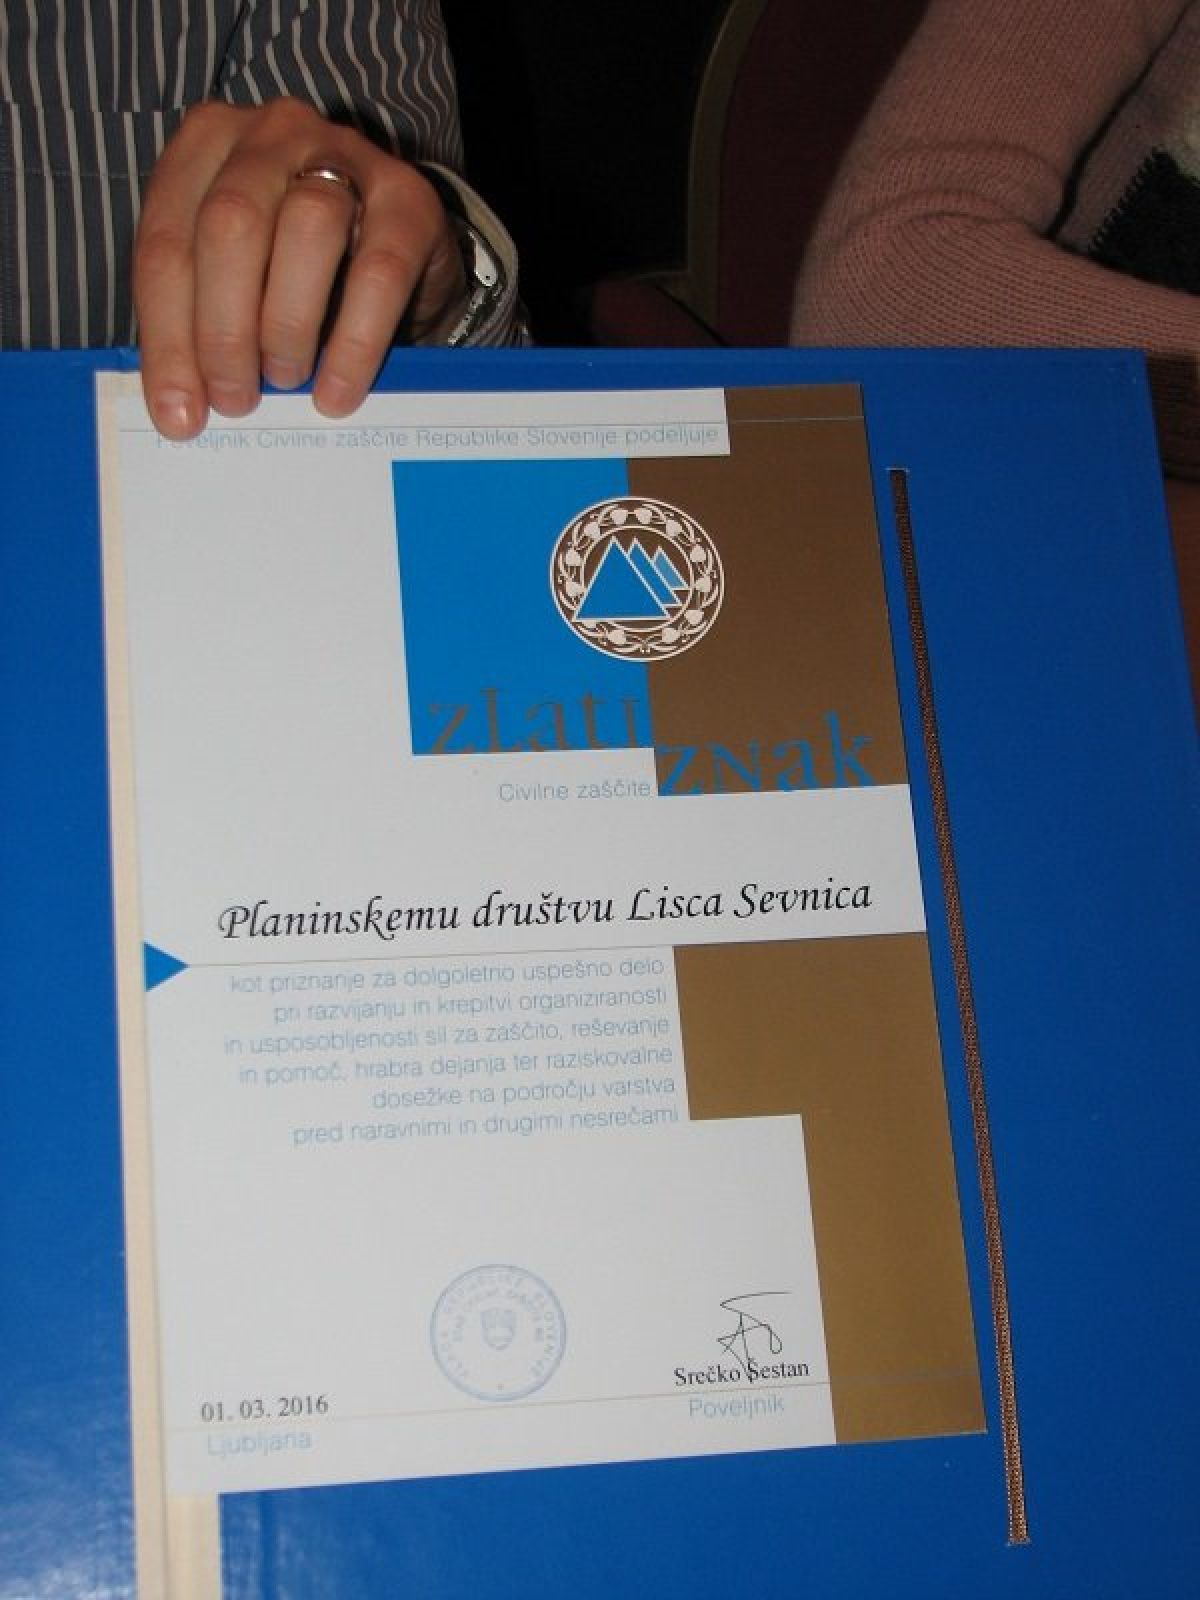 Poveljnik Civilne zaščite Republike Slovenije podeljuje
zlati
znak
Civilne zaščite
Planinskemu društvu Lisca Sevnica
kot priznanje za dolgoletno uspešno delo
pri razvijanju in krepitvi organiziranosti
in usposobljenosti sil za zaščito, reševanje
in pomoč, hrabra dejanja ter raziskovalne
dosežke na področju varstva
pred naravnimi in drugimi nesrečami
REPUBLIKE SLOVENIJE
Srečko Šestan
01. 03. 2016
Poveljnik
Ljubljana